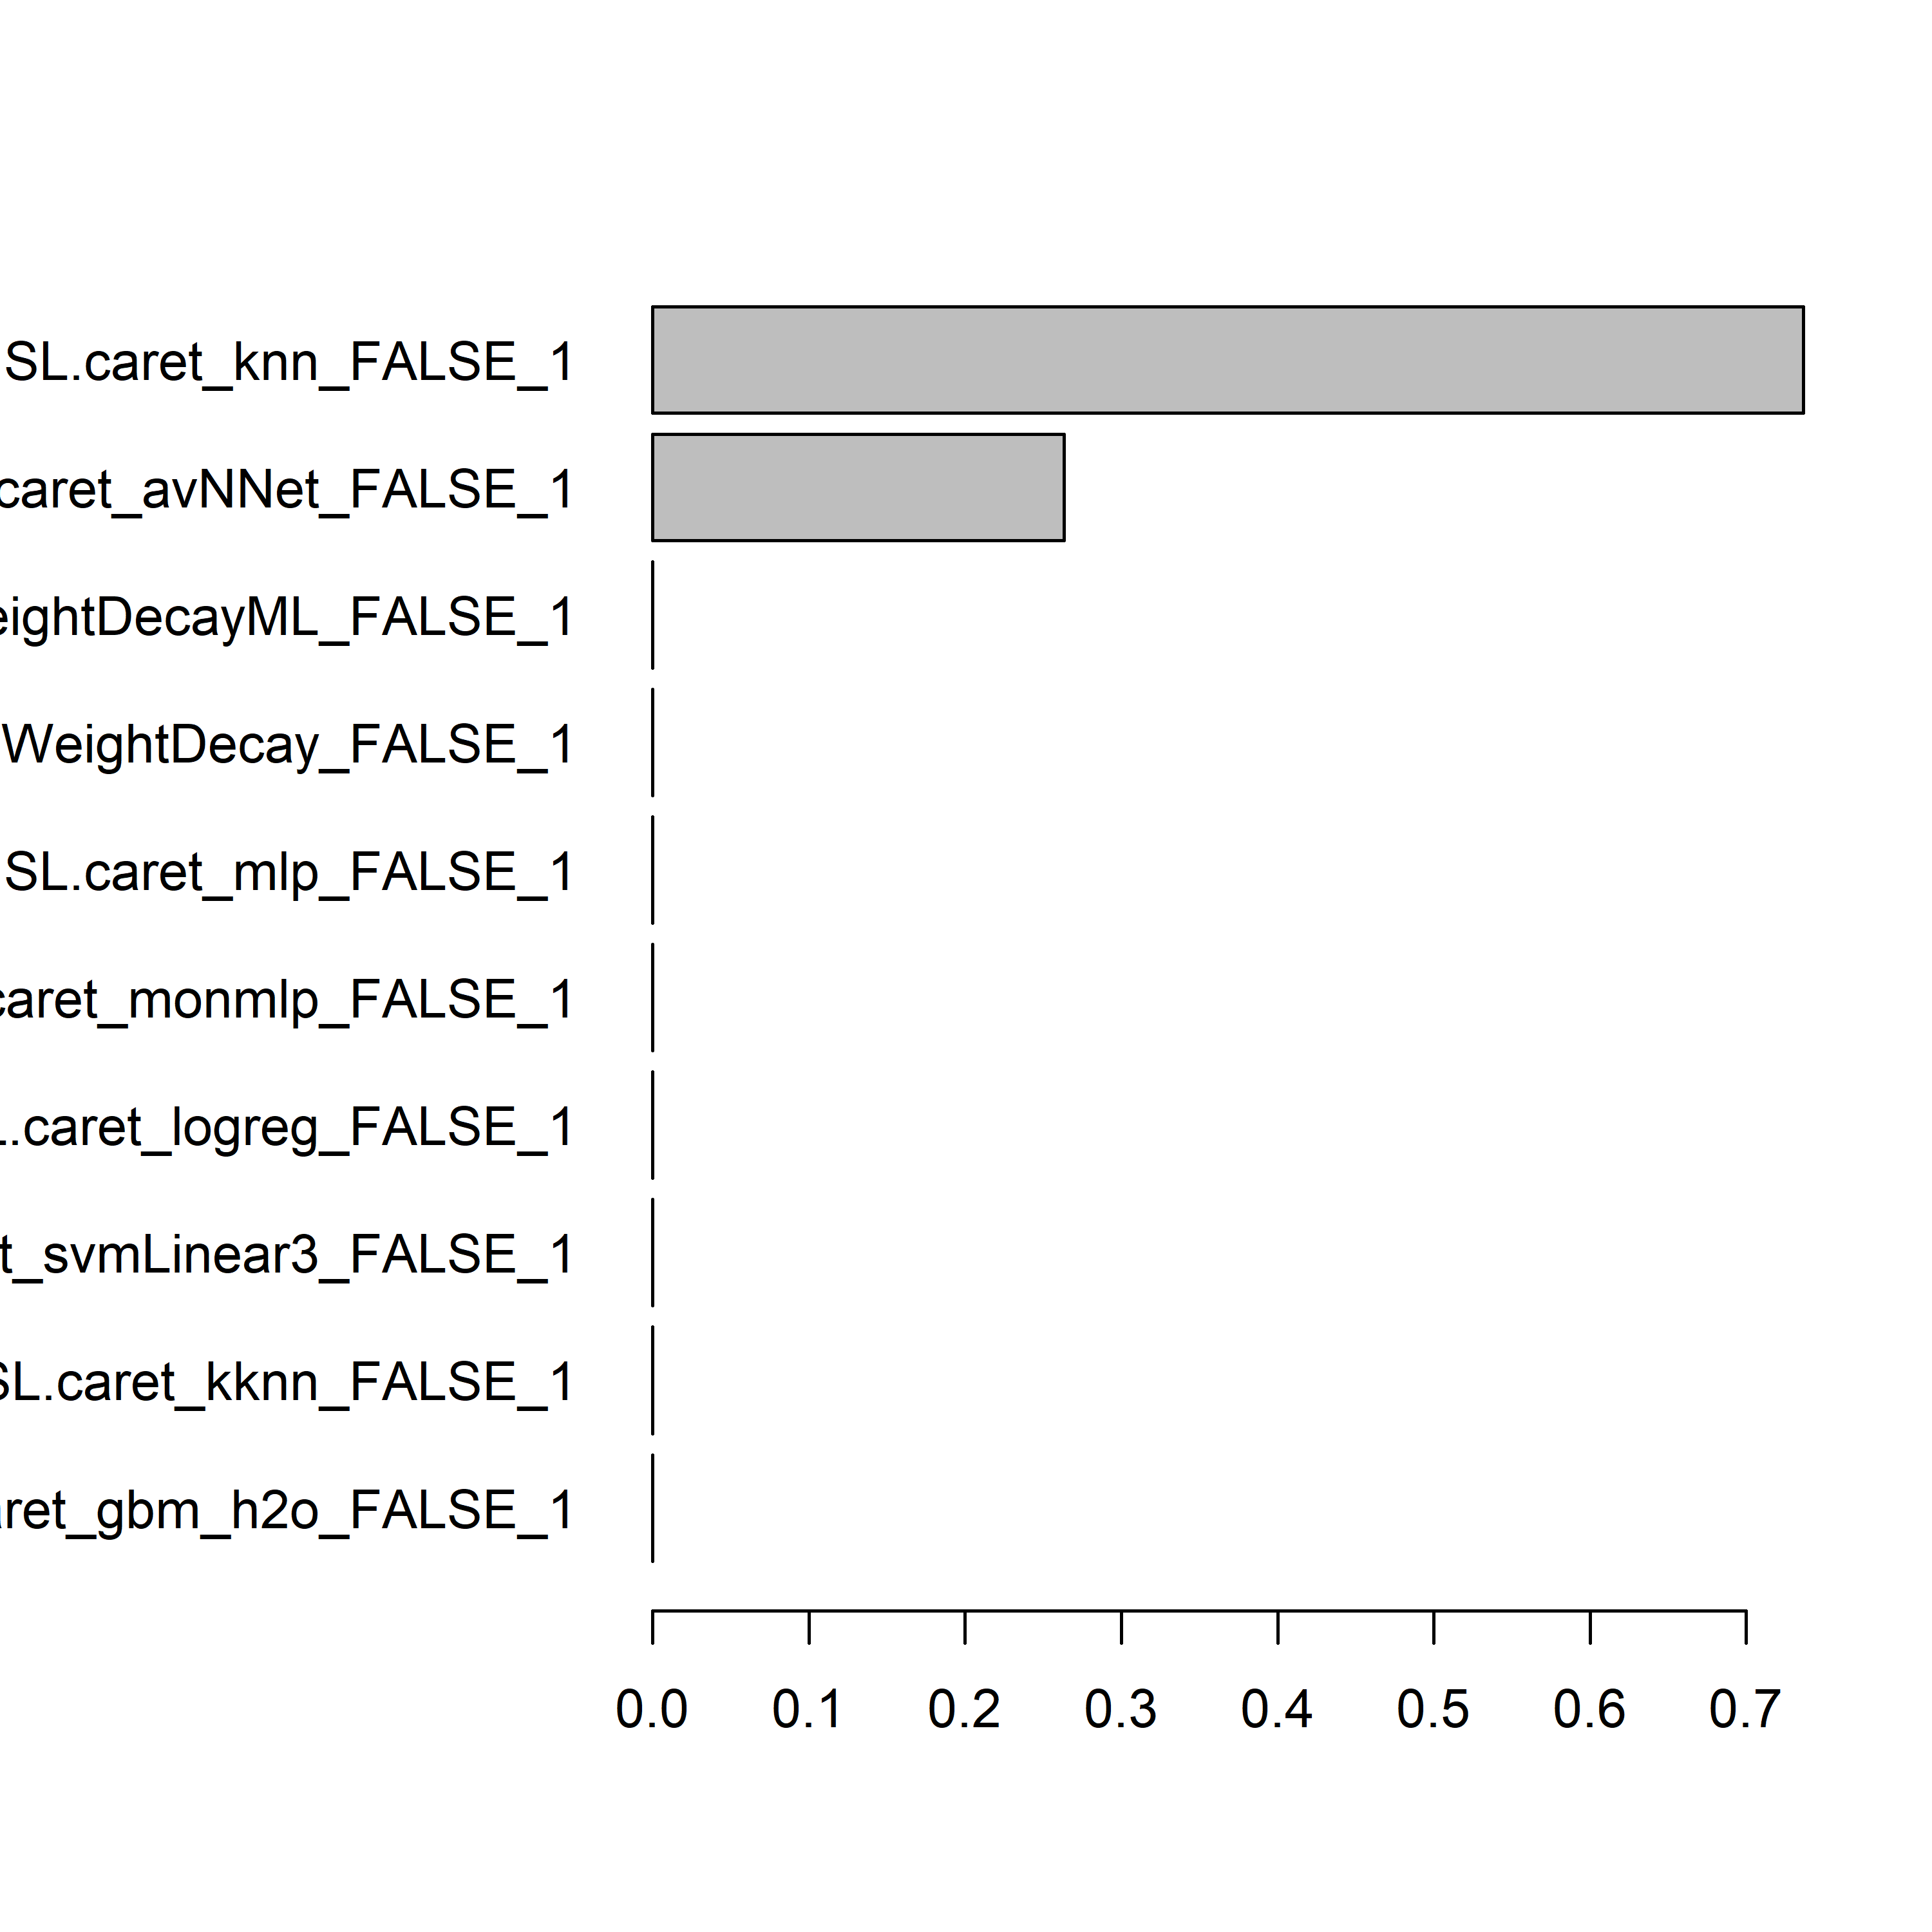 SL.caret_knn_FALSE_1
caret_avNNet_FALSE_1
eightDecayML_FALSE_1
WeightDecay_FALSE_1
SL.caret_mlp_FALSE_1
caret_monmlp_FALSE_1
L.caret_logreg_FALSE_1
t_svmLinear3_FALSE_1
SL.caret_kknn_FALSE_1
aret_gbm_h2o_FALSE_1
0.0 0.1 0.2 0.3 0.4 0.5 0.6 0.7